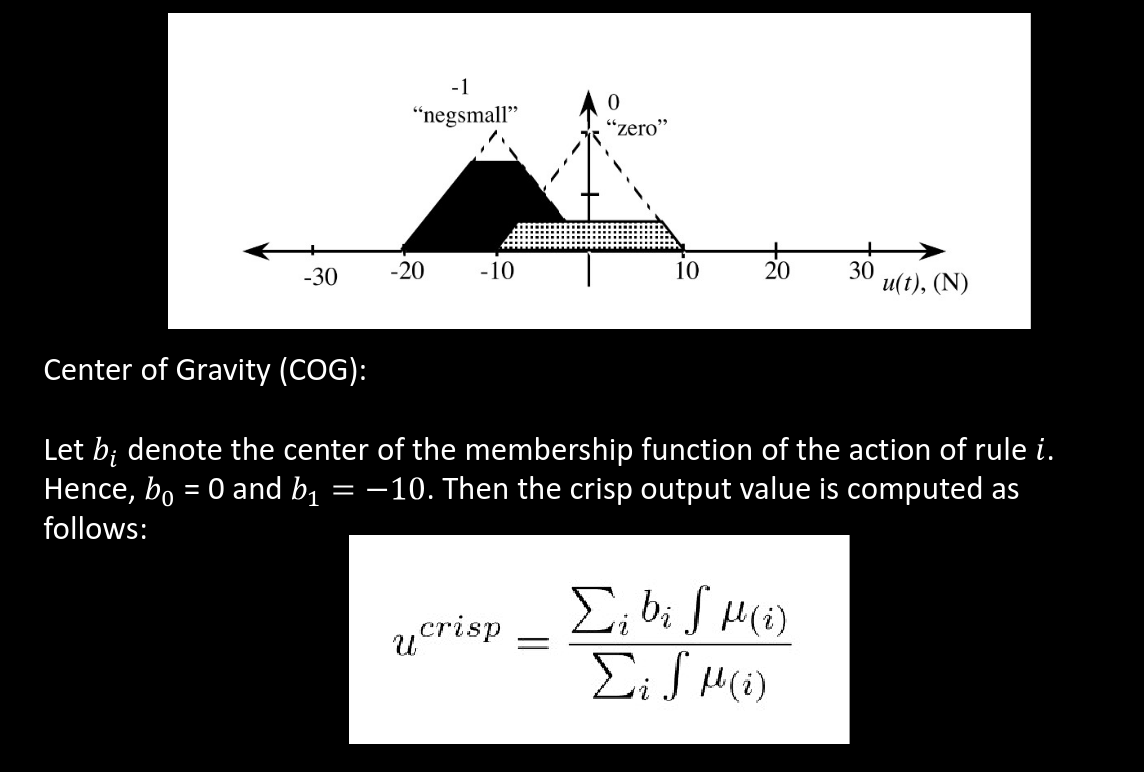 -1
0
“negsmall”
“zero”
-30
-20
-10
10
20
30
u(t), (N)
Center of Gravity (COG):
Let b_i denote the center of the membership function of the action of rule i.
Hence, b_0 = 0 and b_1 = −10. Then the crisp output value is computed as
follows:
u^{crisp} = \frac{\sum_i b_i \int \mu_{(i)}}{\sum_i \int \mu_{(i)}}